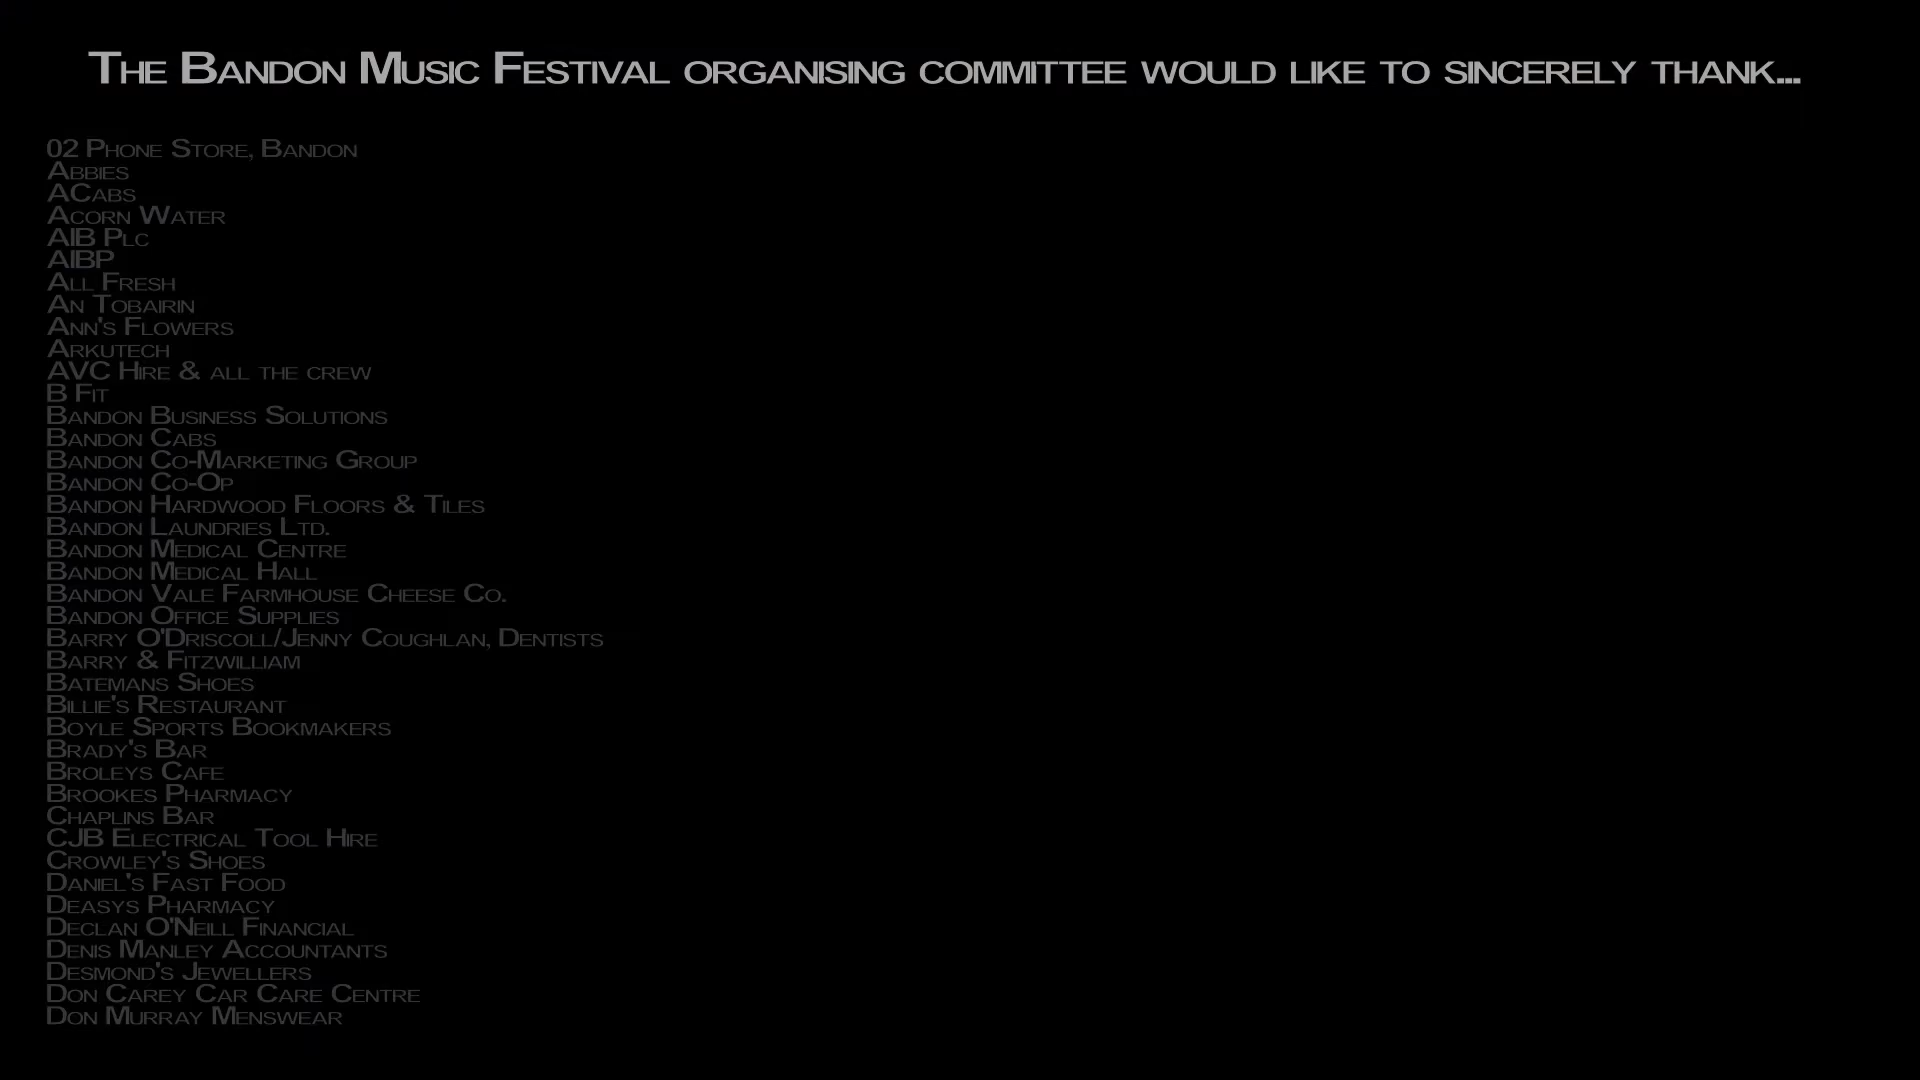 The Bandon Music Festival organising committee would like to sincerely thank...
02 Phone Store, Bandon
Abbies
ACabs
Acorn Water
AIB Plc
AIBP
All Fresh
An Tobairin
Ann's Flowers
Arkutech
AVC Hire & all the crew
B Fit
Bandon Business Solutions
Bandon Cabs
Bandon Co-Marketing Group
Bandon Co-Op
Bandon Hardwood Floors & Tiles
Bandon Laundries Ltd.
Bandon Medical Centre
Bandon Medical Hall
Bandon Vale Farmhouse Cheese Co.
Bandon Office Supplies
Barry O'Driscoll/Jenny Coughlan, Dentists
Barry & Fitzwilliam
Batemans Shoes
Billie's Restaurant
Boyle Sports Bookmakers
Brady's Bar
Broleys Cafe
Brookes Pharmacy
Chaplins Bar
CJB Electrical Tool Hire
Crowley's Shoes
Daniel's Fast Food
Deasys Pharmacy
Declan O'Neill Financial
Denis Manley Accountants
Desmond's Jewellers
Don Carey Car Care Centre
Don Murray Menswear